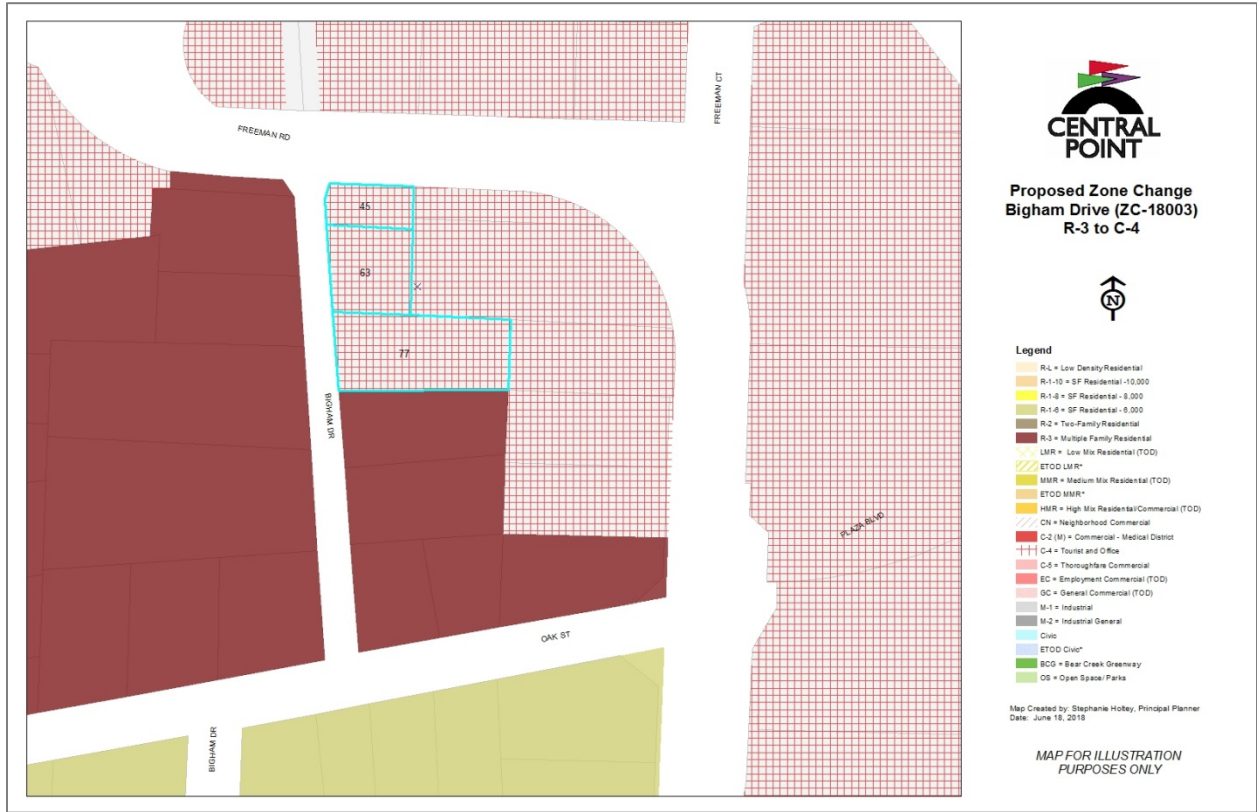 FREEMAN RD
FREEMAN CT
45
63
77
BIGHAM DR
PLAZA BLVD
OAK ST
BIGHAM DR
CENTRAL
POINT
Proposed Zone Change
Bigham Drive (ZC-18003)
R-3 to C-4
N
Legend
R-L = Low Density Residential
R-1-10 = SF Residential -10,000
R-1-8 = SF Residential - 8,000
R-1-6 = SF Residential - 6,000
R-2 = Two-Family Residential
R-3 = Multiple Family Residential
LMR = Low Mix Residential (TOD)
ETOD LMR*
MMR = Medium Mix Residential (TOD)
ETOD MMR*
HMR = High Mix Residential/Commercial (TOD)
CN = Neighborhood Commercial
C-2 (M) = Commercial - Medical District
C-4 = Tourist and Office
C-5 = Thoroughfare Commercial
EC = Employment Commercial (TOD)
GC = General Commercial (TOD)
M-1 = Industrial
M-2 = Industrial General
Civic
ETOD Civic*
BCG = Bear Creek Greenway
OS = Open Space/ Parks
Map Created by: Stephanie Holtey, Principal Planner
Date: June 18, 2018
MAP FOR ILLUSTRATION
PURPOSES ONLY